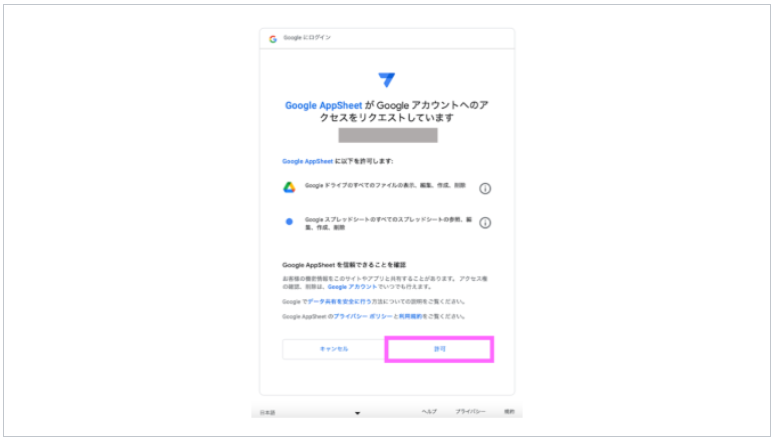 Google にログイン
Google AppSheet が Google アカウントへのア
クセスをリクエストしています
Google AppSheet に以下を許可します:
Google ドライブのすべてのファイルの表示、編集、作成、削除
Google スプレッドシートのすべてのスプレッドシートの参照、編
集、作成、削除
Google AppSheet を信頼できることを確認
お客様の機密情報をこのサイトやアプリと共有することがあります。 アクセス権
の確認、削除は、Google アカウントでいつでも行えます。
Google でデータ共有を安全に行う方法についての説明をご覧ください。
Google AppSheet のプライバシー ポリシーと利用規約をご覧ください。
キャンセル
許可
日本語
ヘルプ
プライバシー
規約